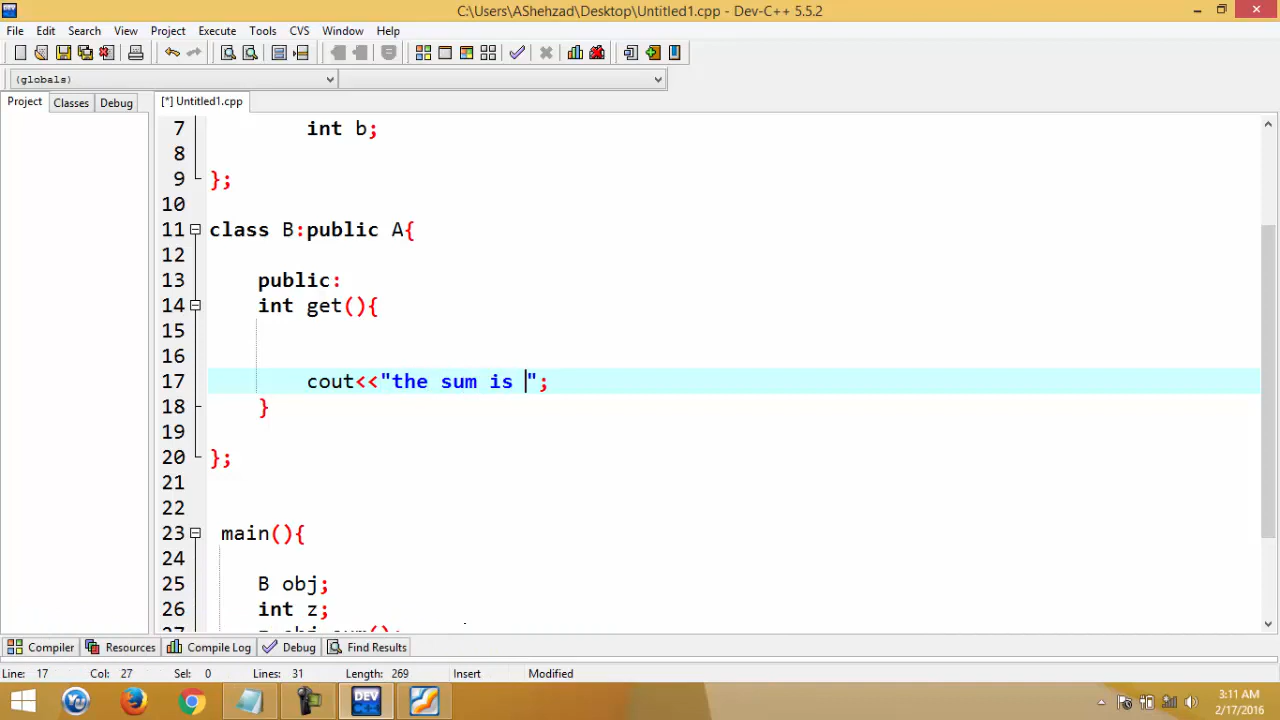 C:\Users\AShehzad\Desktop\Untitled1.cpp - Dev-C++ 5.5.2
File Edit Search View Project Execute Tools CVS Window Help
(globals)
Project Classes Debug [*] Untitled1.cpp
7 int b;
8
9 };
10
11 class B:public A{
12
13 public:
14 int get(){
15
16
17 cout<<"the sum is ";
18 }
19
20 };
21
22
23 main(){
24
25 B obj;
26 int z;
Compiler Resources Compile Log Debug Find Results
Line: 17 Col: 27 Sel: 0 Lines: 31 Length: 269 Insert Modified
DEV
3:11 AM
2/17/2016